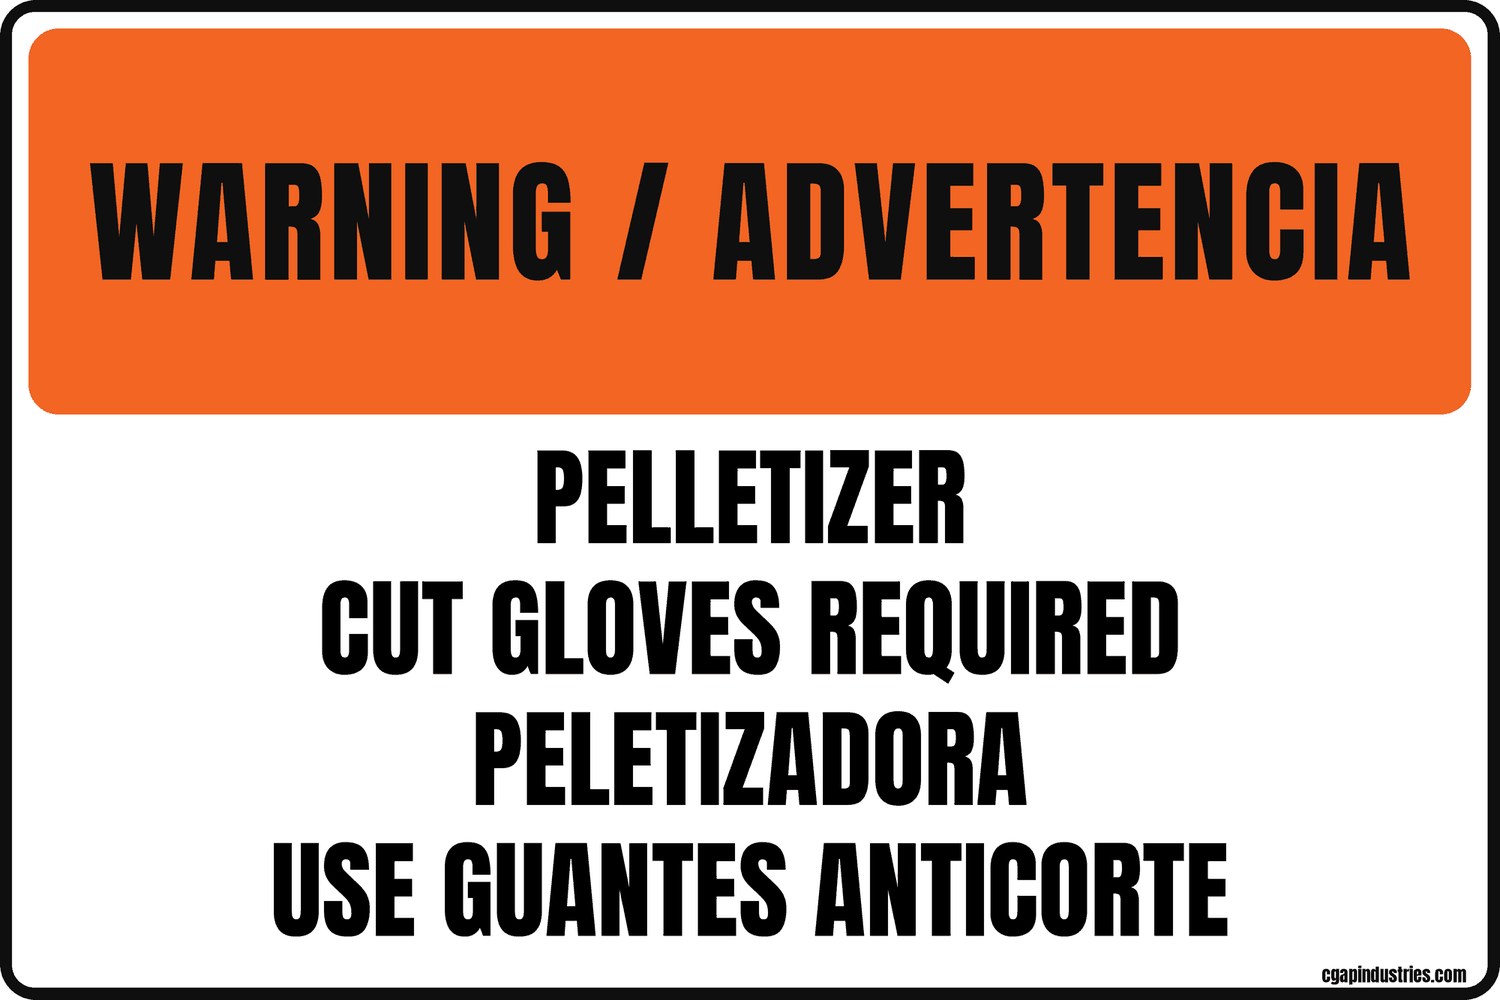 WARNING / ADVERTENCIA
PELLETIZER
CUT GLOVES REQUIRED
PELETIZADORA
USE GUANTES ANTICORTE
cgapindustries.com